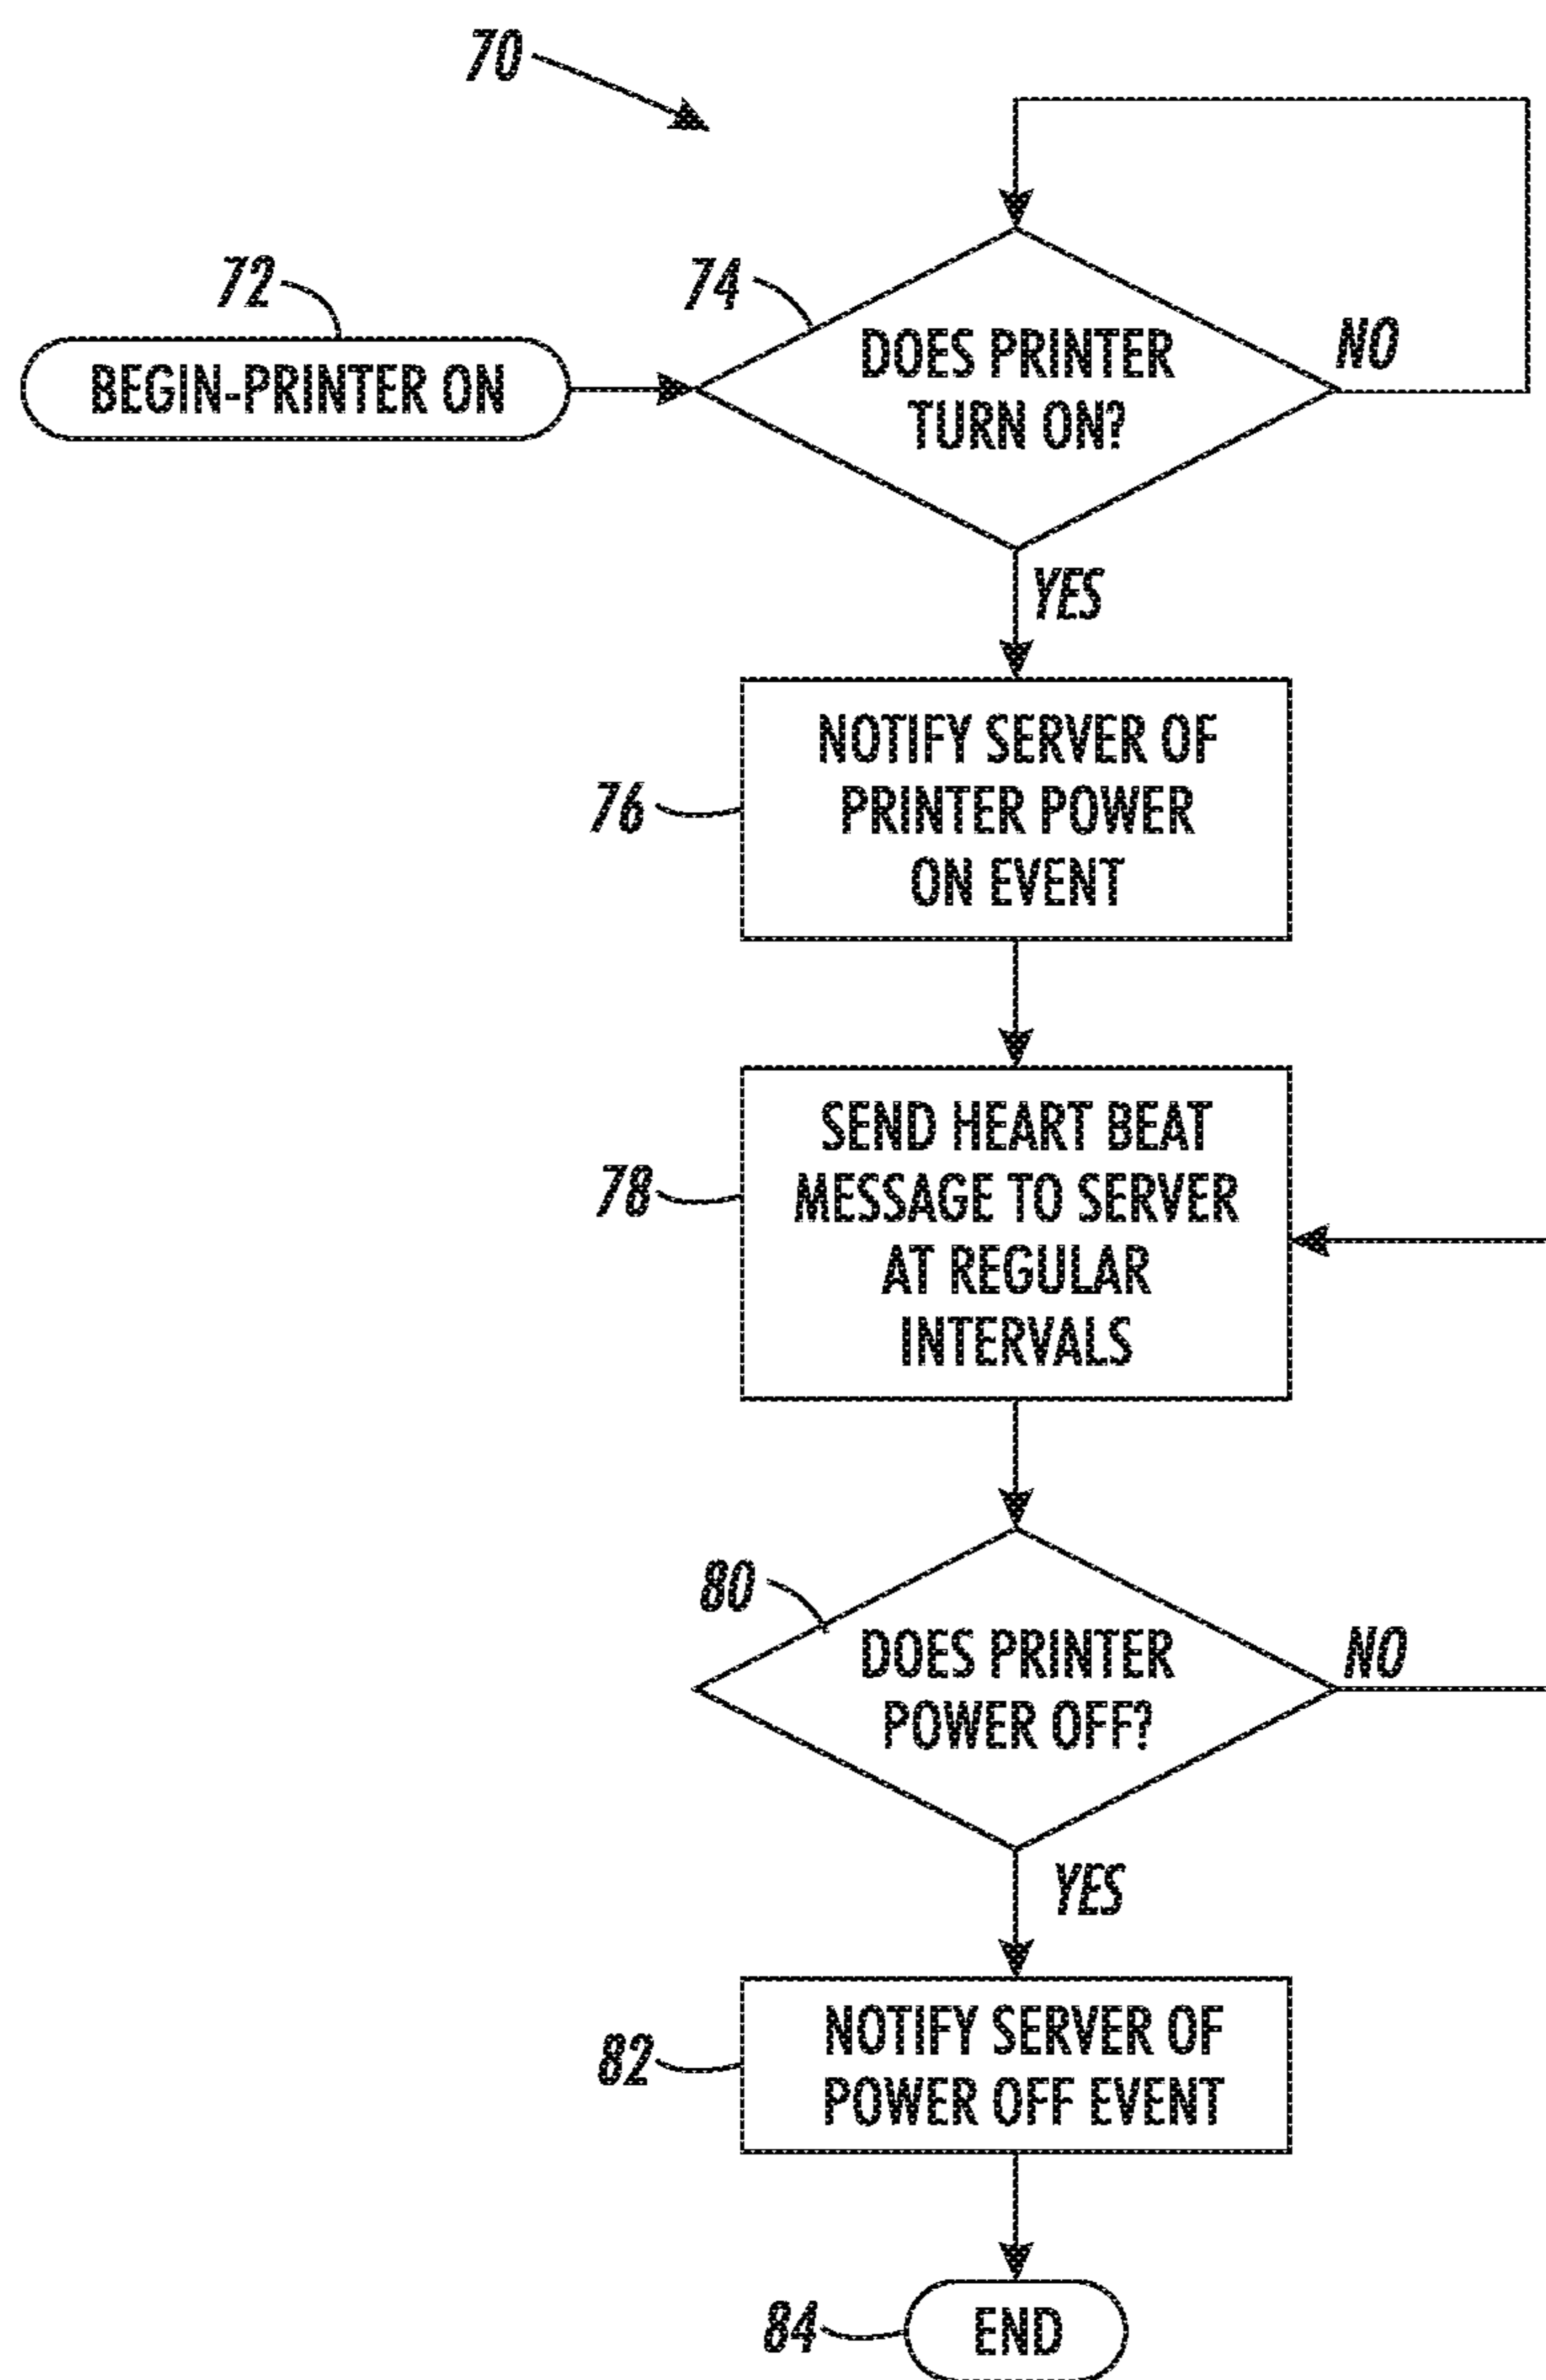 70
72
BEGIN-PRINTER ON
74
DOES PRINTER
TURN ON?
NO
YES
76
NOTIFY SERVER OF
PRINTER POWER
ON EVENT
78
SEND HEART BEAT
MESSAGE TO SERVER
AT REGULAR
INTERVALS
80
DOES PRINTER
POWER OFF?
NO
YES
82
NOTIFY SERVER OF
POWER OFF EVENT
84
END